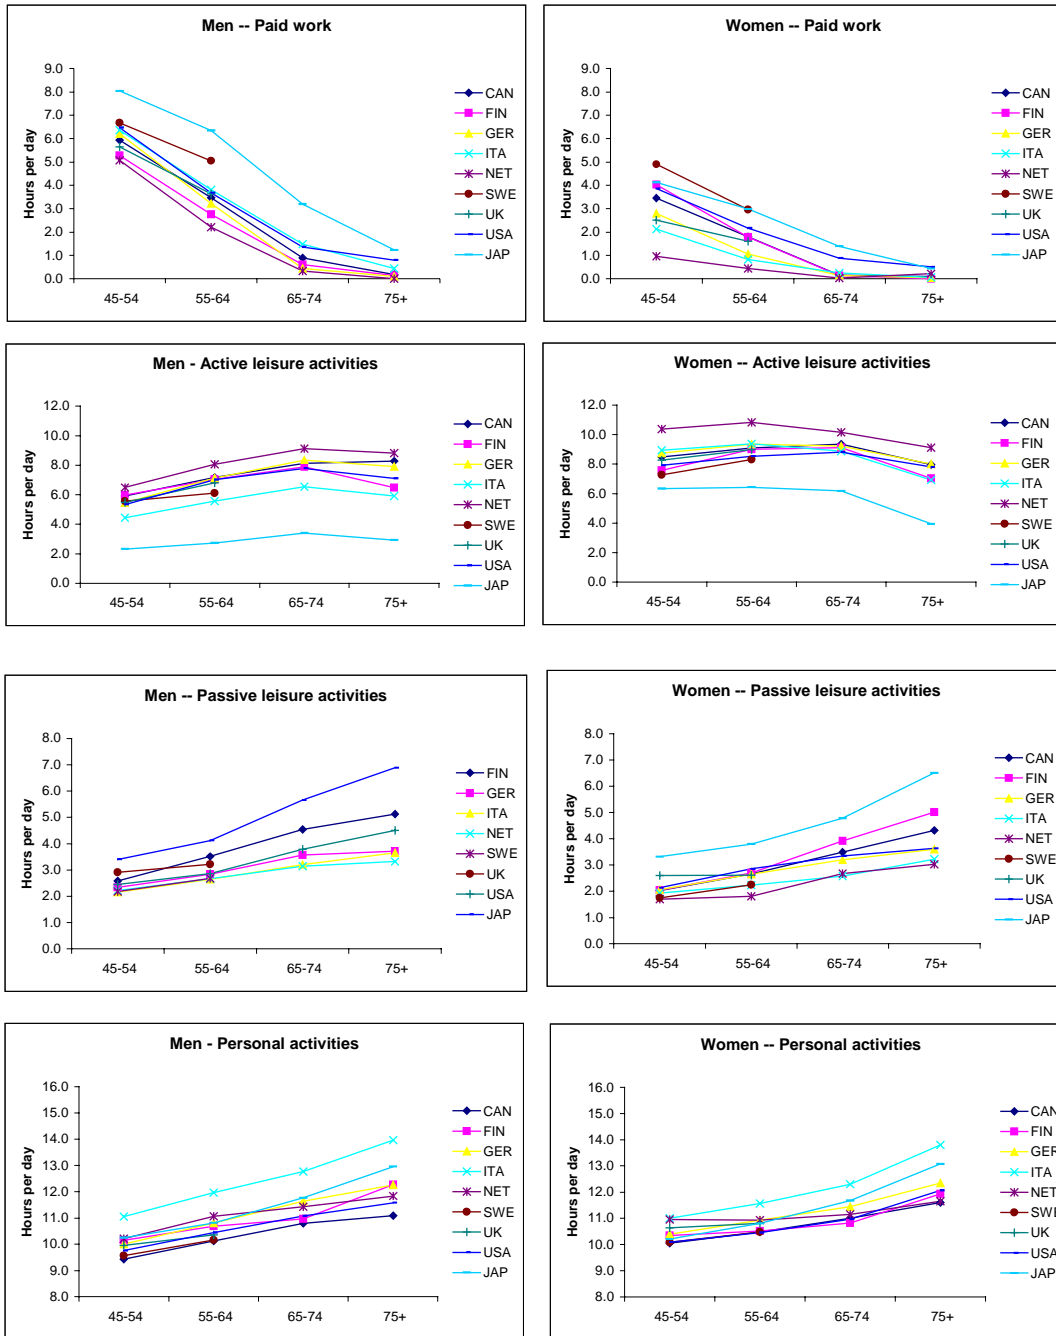 Men -- Paid work
9.0
8.0
7.0
6.0
5.0
4.0
3.0
2.0
1.0
0.0
Hours per day
45-54 55-64 65-74 75+
CAN
FIN
GER
ITA
NET
SWE
UK
USA
JAP
Women -- Paid work
9.0
8.0
7.0
6.0
5.0
4.0
3.0
2.0
1.0
0.0
Hours per day
45-54 55-64 65-74 75+
CAN
FIN
GER
ITA
NET
SWE
UK
USA
JAP
Men - Active leisure activities
12.0
10.0
8.0
6.0
4.0
2.0
0.0
Hours per day
45-54 55-64 65-74 75+
CAN
FIN
GER
ITA
NET
SWE
UK
USA
JAP
Women -- Active leisure activities
12.0
10.0
8.0
6.0
4.0
2.0
0.0
Hours per day
45-54 55-64 65-74 75+
CAN
FIN
GER
ITA
NET
SWE
UK
USA
JAP
Men -- Passive leisure activities
8.0
7.0
6.0
5.0
4.0
3.0
2.0
1.0
0.0
Hours per day
45-54 55-64 65-74 75+
FIN
GER
ITA
NET
SWE
UK
USA
JAP
Women -- Passive leisure activities
8.0
7.0
6.0
5.0
4.0
3.0
2.0
1.0
0.0
Hours per day
45-54 55-64 65-74 75+
CAN
FIN
GER
ITA
NET
SWE
UK
USA
JAP
Men - Personal activities
16.0
15.0
14.0
13.0
12.0
11.0
10.0
9.0
8.0
Hours per day
45-54 55-64 65-74 75+
CAN
FIN
GER
ITA
NET
SWE
UK
USA
JAP
Women -- Personal activities
16.0
15.0
14.0
13.0
12.0
11.0
10.0
9.0
8.0
Hours per day
45-54 55-64 65-74 75+
CAN
FIN
GER
ITA
NET
SWE
UK
USA
JAP